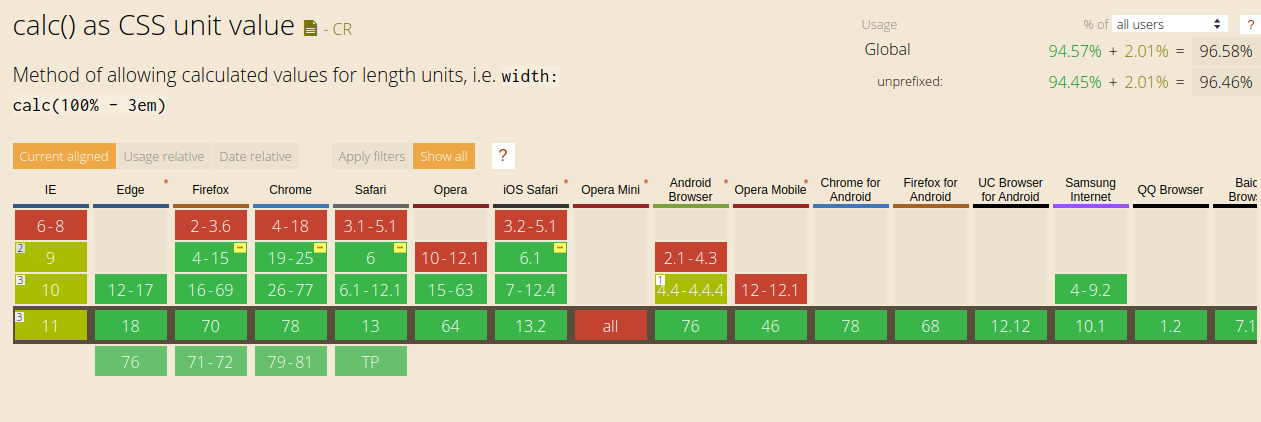 calc() as CSS unit value - CR
Usage % of all users ?
Global 94.57% + 2.01% = 96.58%
unprefixed: 94.45% + 2.01% = 96.46%
Method of allowing calculated values for length units, i.e. width:
calc(100% - 3em)
Current aligned Usage relative Date relative Apply filters Show all ?
IE Edge * Firefox Chrome Safari Opera iOS Safari * Opera Mini * Android Browser * Opera Mobile * Chrome for Android Firefox for Android UC Browser for Android Samsung Internet QQ Browser
6-8 2-3.6 4-18 3.1-5.1 3.2-5.1
2 9 4-15 - 19-25 - 6 - 10-12.1 6.1 - 2.1-4.3
3 10 12-17 16-69 26-77 6.1-12.1 15-63 7-12.4 1 4.4-4.4.4 12-12.1 4-9.2
3 11 18 70 78 13 64 13.2 all 76 46 78 68 12.12 10.1 1.2 7.1
76 71-72 79-81 TP